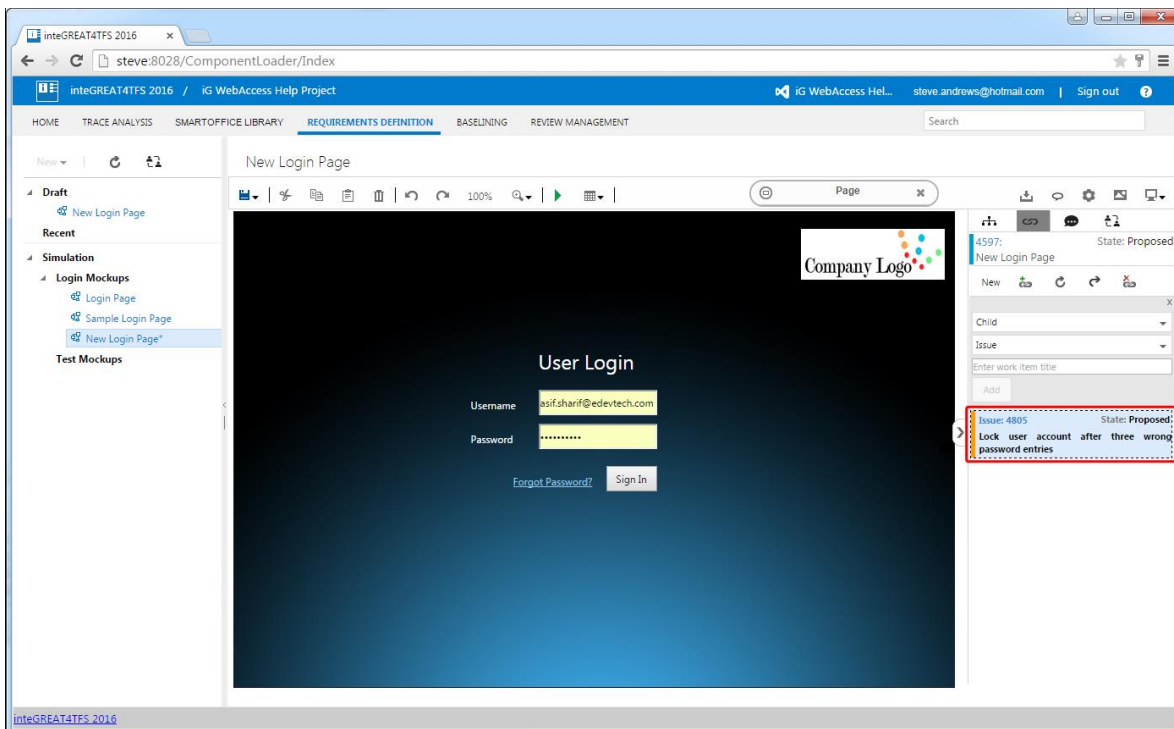 inteGREAT4TFS 2016
steve:8028/ComponentLoader/Index
inteGREAT4TFS 2016 / iG WebAccess Help Project
iG WebAccess Hel... steve.andrews@hotmail.com | Sign out ?
HOME TRACE ANALYSIS SMARTOFFICE LIBRARY REQUIREMENTS DEFINITION BASELINING REVIEW MANAGEMENT Search
New
New Login Page
Draft
New Login Page
Recent
Simulation
Login Mockups
Login Page
Sample Login Page
New Login Page*
Test Mockups
100%
Page
Company Logo
User Login
Username asif.sharif@edevtech.com
Password ••••••••••
Forgot Password? Sign In
4597: State: Proposed
New Login Page
New
x
Child
Issue
Enter work item title
Add
Issue: 4805 State: Proposed
Lock user account after three wrong
password entries
inteGREAT4TFS 2016